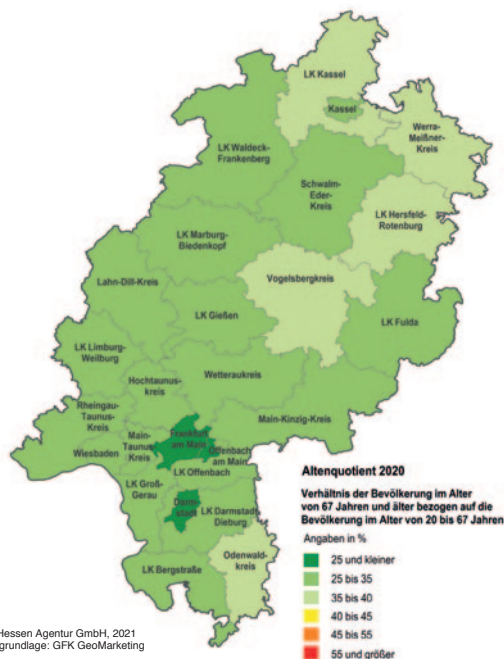 LK Kassel
Kassel
Werra-
Meißner-
Kreis
LK Waldeck-
Frankenberg
Schwalm-
Eder-
Kreis
LK Hersfeld-
Rotenburg
LK Marburg-
Biedenkopf
Lahn-Dill-Kreis
Vogelsbergkreis
LK Gießen
LK Fulda
LK Limburg-
Weilburg
Wetteraukreis
Hochtaunus-
kreis
Rheingau-
Taunus-
Kreis
Main-Kinzig-Kreis
Main-
Taunus
Kreis
Frankfurt
am Main
Offenbach
am Main
Wiesbaden
LK Offenbach
LK Groß-
Gerau
Darm-
stadt
LK Darmstadt
Dieburg
Odenwald-
kreis
LK Bergstraße
Altenquotient 2020
Verhältnis der Bevölkerung im Alter
von 67 Jahren und älter bezogen auf die
Bevölkerung im Alter von 20 bis 67 Jahren
Angaben in %
25 und kleiner
25 bis 35
35 bis 40
40 bis 45
45 bis 55
55 und größer
Hessen Agentur GmbH, 2021
grundlage: GFK GeoMarketing